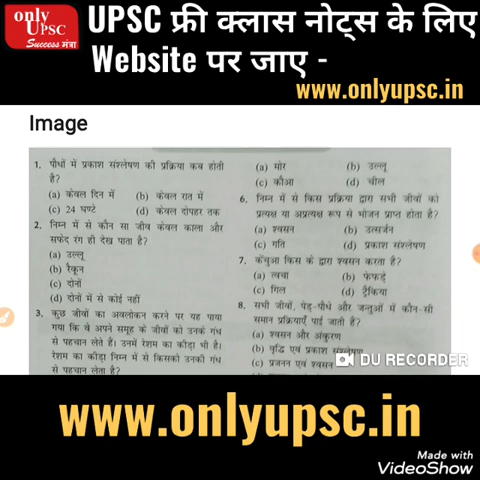 only
UPSC
Success मंत्रा
UPSC फ्री क्लास नोट्स के लिए
Website पर जाए -
www.onlyupsc.in
Image
1. पौधों में प्रकाश संश्लेषण की प्रक्रिया कब होती
है?
(a) केवल दिन में (b) केवल रात में
(c) 24 घण्टे (d) केवल दोपहर तक
2. निम्न में से कौन सा जीव केवल काला और
सफेद रंग ही देख पाता है?
(a) उल्लू
(b) रैकून
(c) दोनों
(d) दोनों में से कोई नहीं
3. कुछ जीवों का अवलोकन करने पर यह पाया
गया कि वे अपने समूह के जीवों को उनके गंध
से पहचान लेते हैं। उनमें रेशम का कीड़ा भी है।
रेशम का कीड़ा निम्न में से किसको उनकी गंध
से पहचान लेता है?
(a) मोर (b) उल्लू
(c) कौआ (d) चील
6. निम्न में से किस प्रक्रिया द्वारा सभी जीवों को
प्रत्यक्ष या अप्रत्यक्ष रूप से भोजन प्राप्त होता है?
(a) श्वसन (b) उत्सर्जन
(c) गति (d) प्रकाश संश्लेषण
7. केंचुआ किस के द्वारा श्वसन करता है?
(a) त्वचा (b) फेफड़े
(c) गिल (d) ट्रैकिया
8. सभी जीवों, पेड़-पौधे और जन्तुओं में कौन-सी
समान प्रक्रियाएँ पाई जाती है?
(a) श्वसन और अंकुरण
(b) वृद्धि एवं प्रकाश संश्लेषण
(c) प्रजनन एवं श्वसन
DU RECORDER
www.onlyupsc.in
Made with
VideoShow